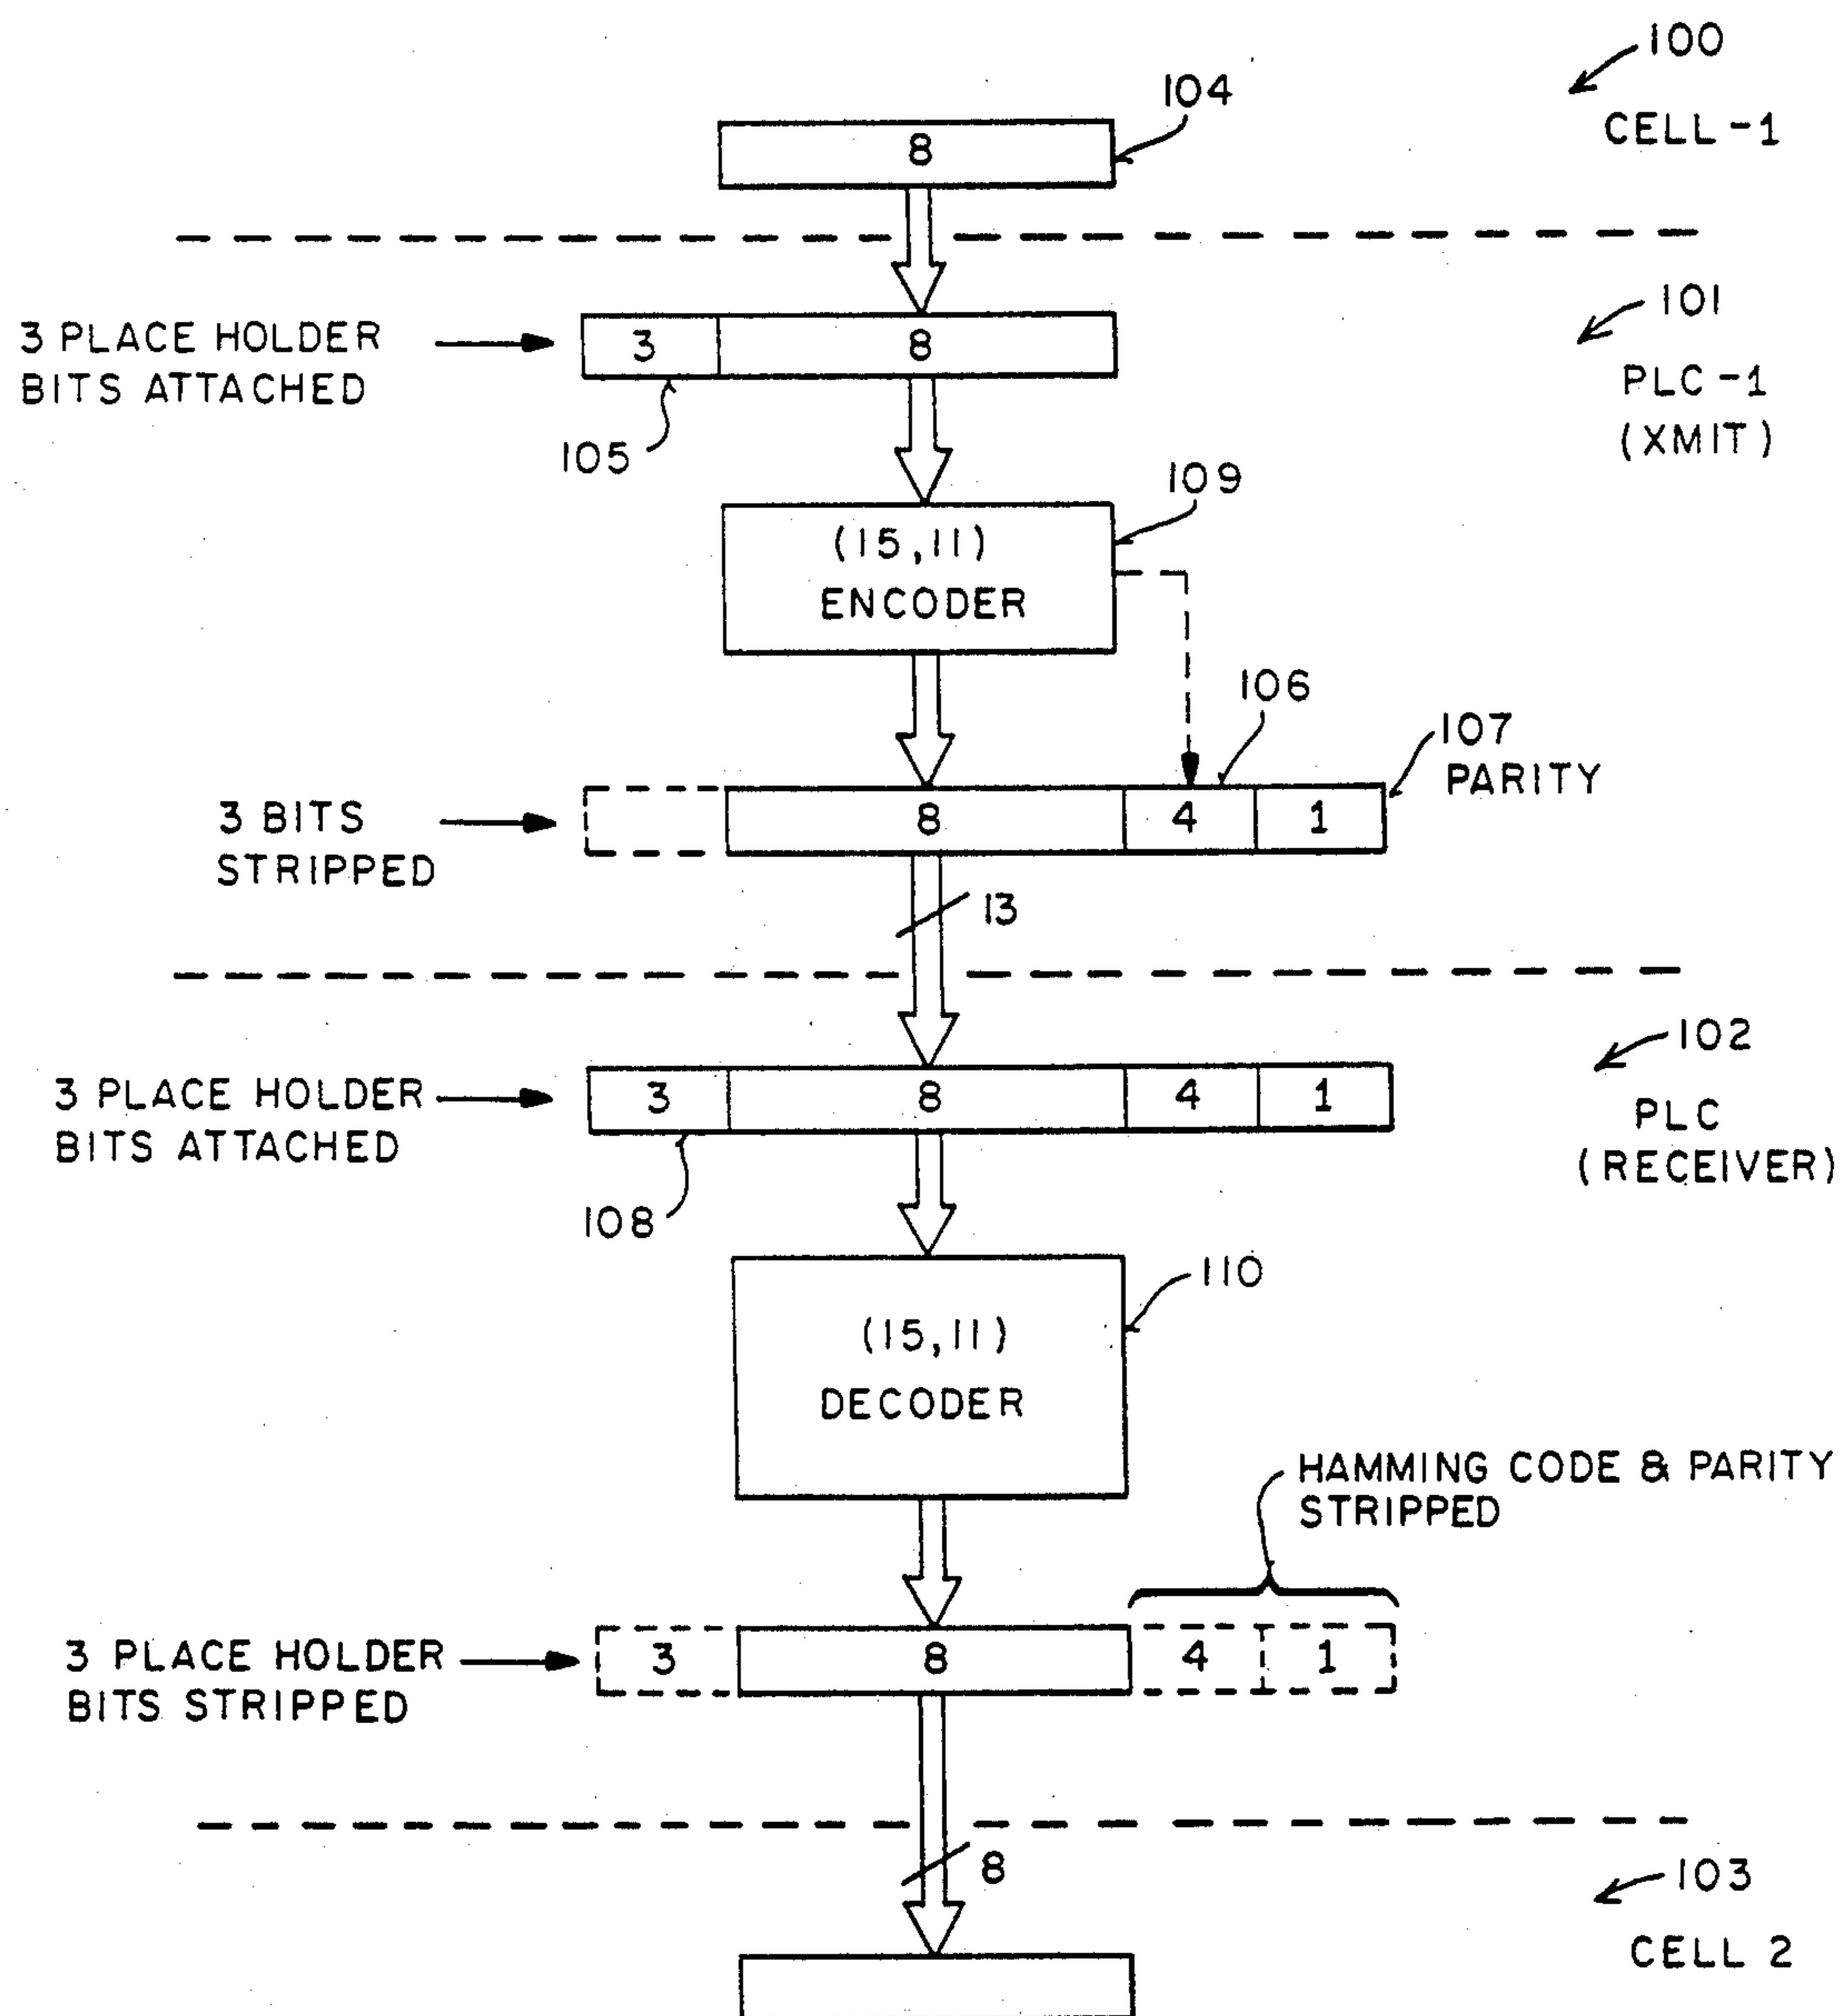 100
CELL-1
104
8
101
PLC-1
(XMIT)
3 PLACE HOLDER
BITS ATTACHED
3 8
105
109
(15,11)
ENCODER
106
107
PARITY
3 BITS
STRIPPED
8 4 1
13
102
PLC
(RECEIVER)
3 PLACE HOLDER
BITS ATTACHED
3 8 4 1
108
110
(15,11)
DECODER
HAMMING CODE & PARITY
STRIPPED
3 PLACE HOLDER
BITS STRIPPED
3 8 4 1
8
103
CELL 2